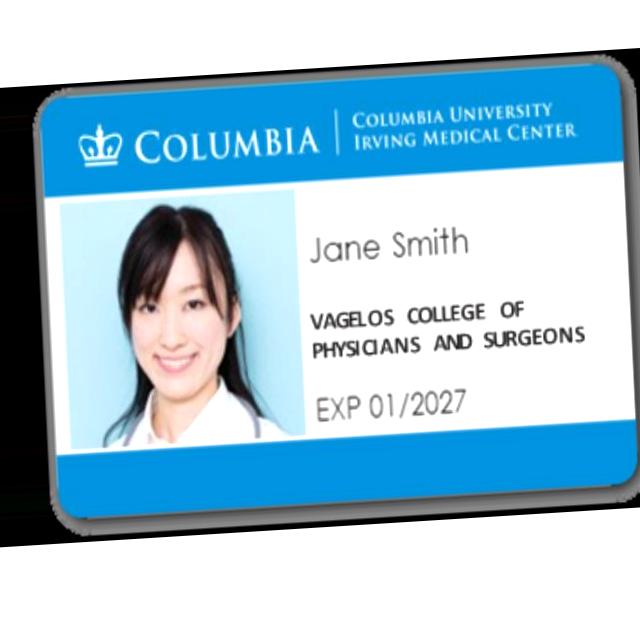 COLUMBIA
COLUMBIA UNIVERSITY
IRVING MEDICAL CENTER
Jane Smith
VAGELOS COLLEGE OF
PHYSICIANS AND SURGEONS
EXP 01/2027